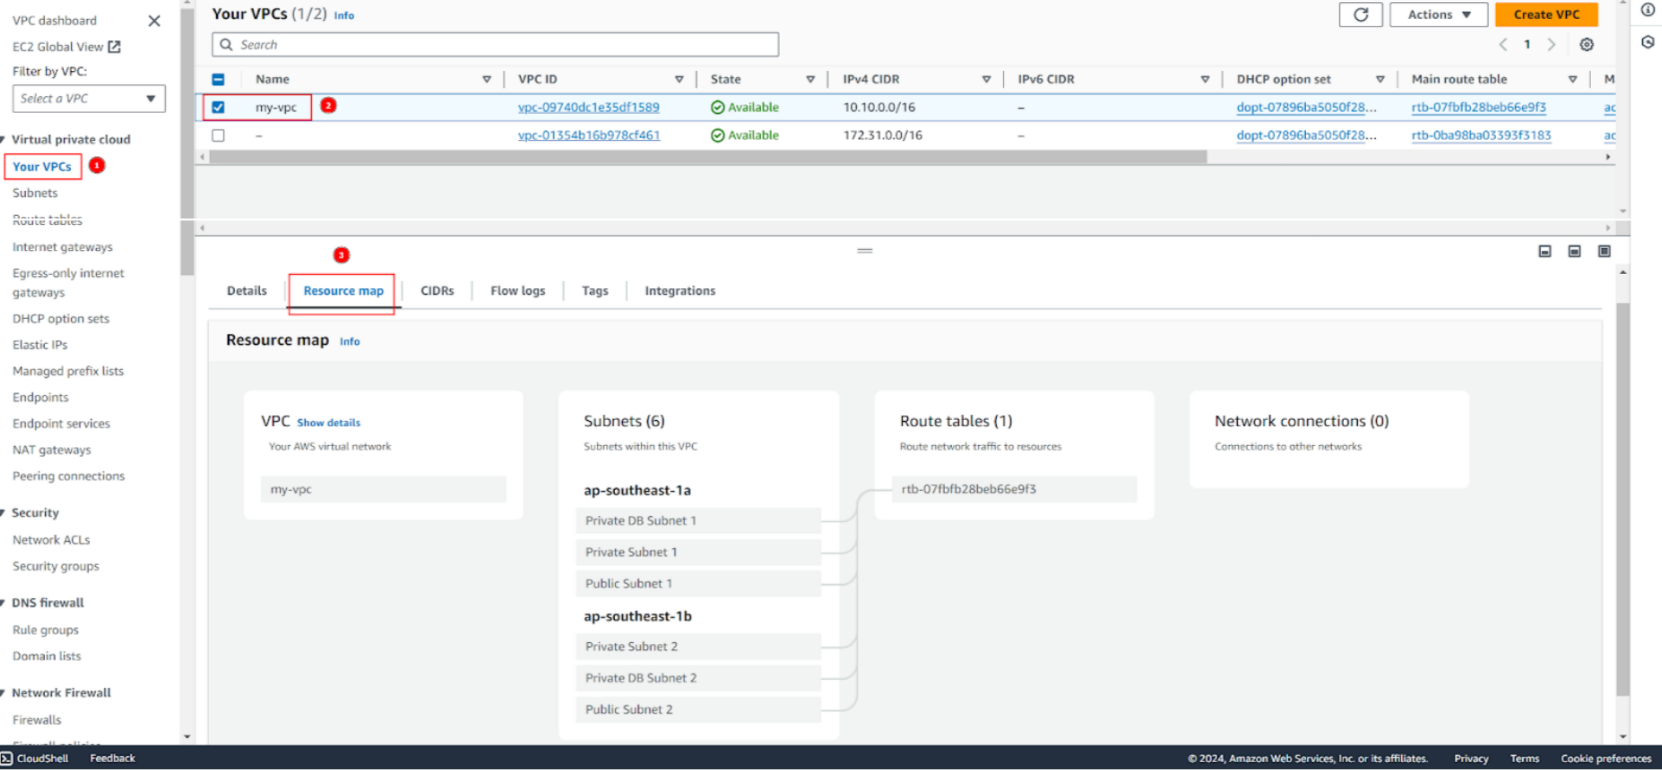 VPC dashboard
EC2 Global View
Filter by VPC:
Select a VPC
Virtual private cloud
Your VPCs
1
Subnets
Route tables
Internet gateways
Egress-only internet
gateways
DHCP option sets
Elastic IPs
Managed prefix lists
Endpoints
Endpoint services
NAT gateways
Peering connections
Security
Network ACLs
Security groups
DNS firewall
Rule groups
Domain lists
Network Firewall
Firewalls
Your VPCs (1/2) Info
Actions
Create VPC
Search
1
Name VPC ID State IPv4 CIDR IPv6 CIDR DHCP option set Main route table M
my-vpc 2 vpc-09740dc1e35df1589 Available 10.10.0.0/16 – dopt-07896ba5050f28... rtb-07fbfb28beb66e9f3 ac
– vpc-01354b16b978cf461 Available 172.31.0.0/16 – dopt-07896ba5050f28... rtb-0ba98ba03393f3183 ac
3
Details Resource map CIDRs Flow logs Tags Integrations
Resource map Info
VPC Show details
Your AWS virtual network
my-vpc
Subnets (6)
Subnets within this VPC
ap-southeast-1a
Private DB Subnet 1
Private Subnet 1
Public Subnet 1
ap-southeast-1b
Private Subnet 2
Private DB Subnet 2
Public Subnet 2
Route tables (1)
Route network traffic to resources
rtb-07fbfb28beb66e9f3
Network connections (0)
Connections to other networks
CloudShell Feedback © 2024, Amazon Web Services, Inc. or its affiliates. Privacy Terms Cookie preferences